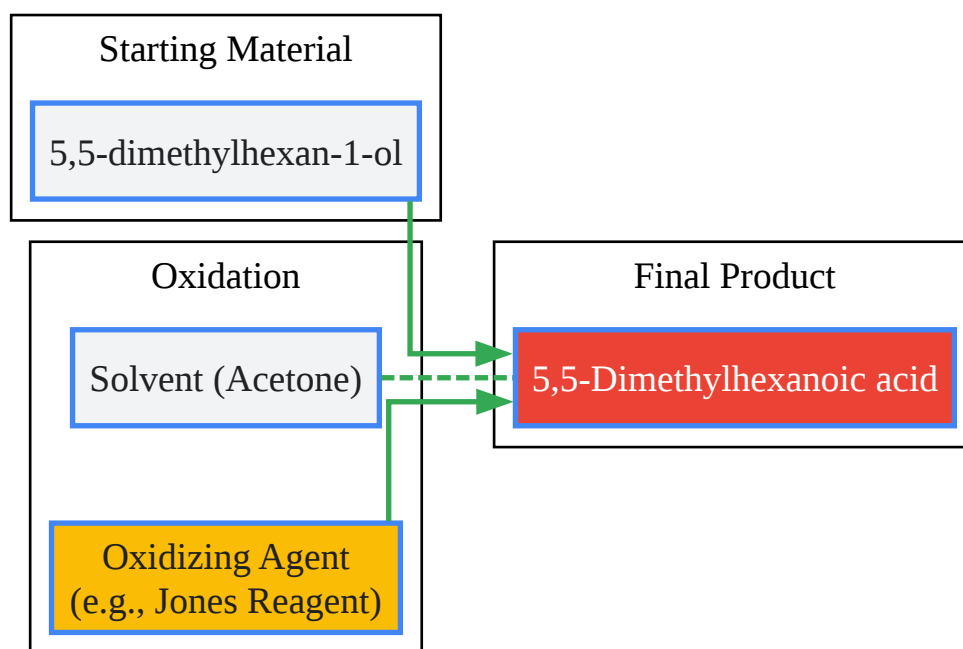 Starting Material
5,5-dimethylhexan-1-ol
Oxidation
Solvent (Acetone)
Oxidizing Agent
(e.g., Jones Reagent)
Final Product
5,5-Dimethylhexanoic acid